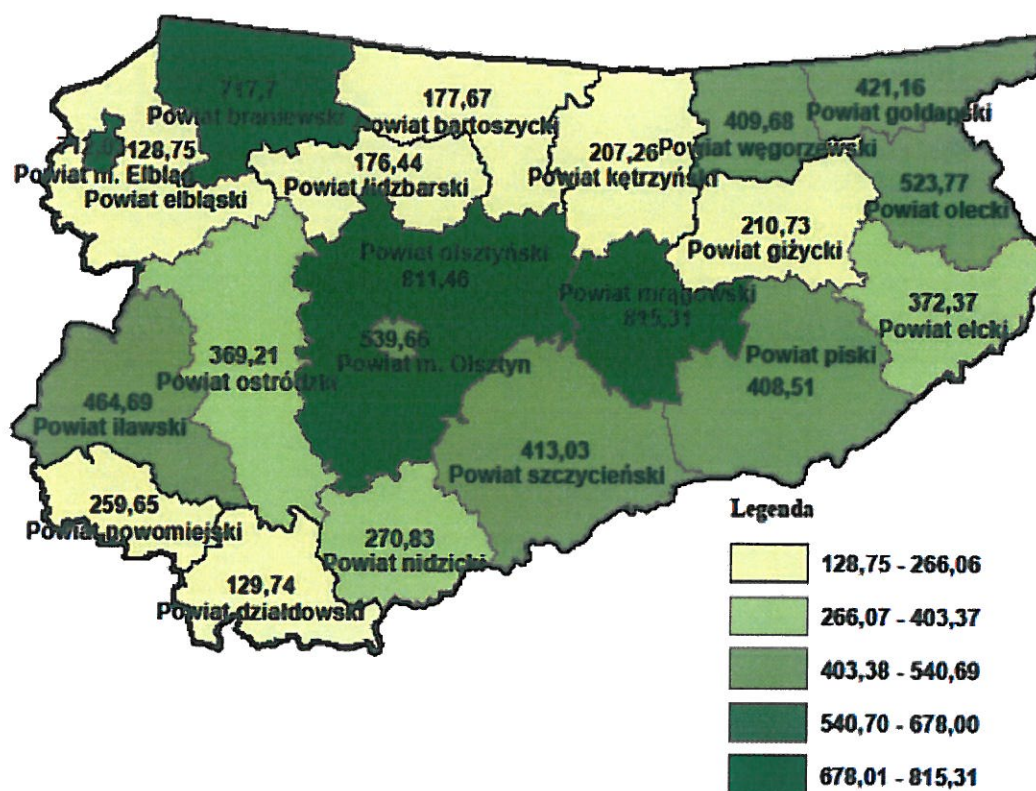 717,7
Powiat braniewski
177,67
Powiat bartoszycki
421,16
Powiat gołdapski
409,68
Powiat węgorzewski
128,75
Powiat m. Elbląg
Powiat elbląski
176,44
Powiat lidzbarski
207,26
Powiat kętrzyński
523,77
Powiat olecki
210,73
Powiat giżycki
Powiat olsztyński
811,46
Powiat mrągowski
815,31
372,37
Powiat ełcki
539,66
Powiat m. Olsztyn
369,21
Powiat ostródzki
Powiat piski
408,51
464,69
Powiat iławski
413,03
Powiat szczycieński
259,65
Powiat nowomiejski
270,83
Powiat nidzicki
129,74
Powiat działdowski
Legenda
128,75 - 266,06
266,07 - 403,37
403,38 - 540,69
540,70 - 678,00
678,01 - 815,31